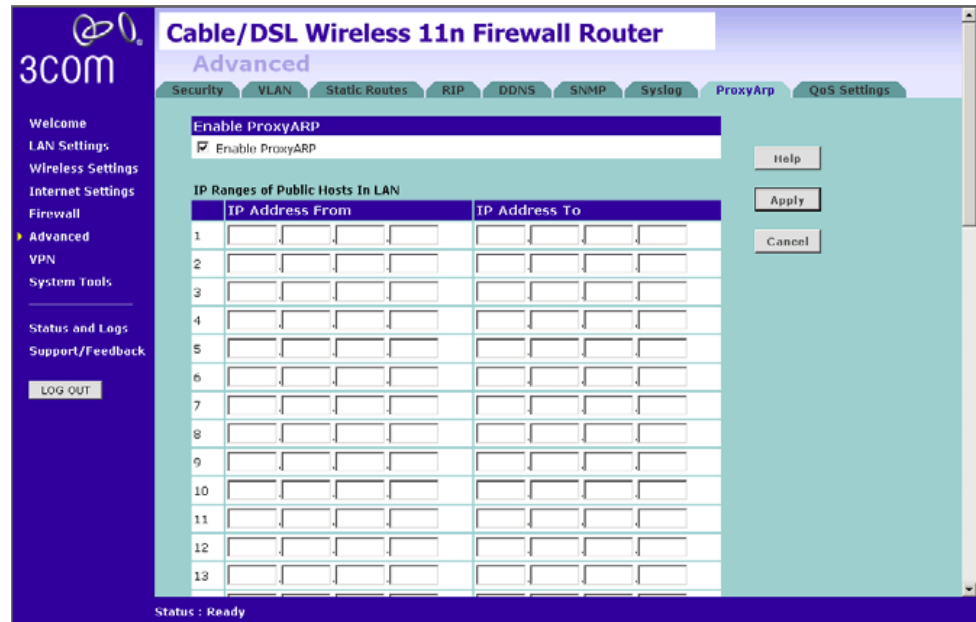 3COM
Cable/DSL Wireless 11n Firewall Router
Advanced
Security VLAN Static Routes RIP DDNS SNMP Syslog ProxyArp QoS Settings
Welcome
LAN Settings
Wireless Settings
Internet Settings
Firewall
Advanced
VPN
System Tools
Status and Logs
Support/Feedback
LOG OUT
Enable ProxyARP
Enable ProxyARP
IP Ranges of Public Hosts In LAN
IP Address From IP Address To
1 . . . . . .
2 . . . . . .
3 . . . . . .
4 . . . . . .
5 . . . . . .
6 . . . . . .
7 . . . . . .
8 . . . . . .
9 . . . . . .
10 . . . . . .
11 . . . . . .
12 . . . . . .
13 . . . . . .
Help
Apply
Cancel
Status : Ready